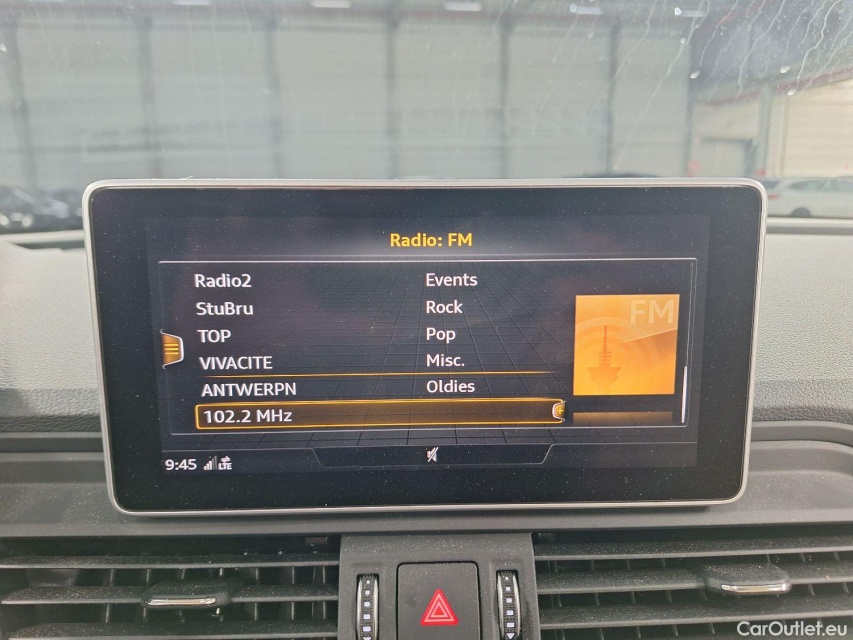 Radio: FM
Radio2 Events
StuBru Rock
TOP Pop
VIVACITE Misc.
ANTWERPN Oldies
102.2 MHz
FM
9:45 LTE
CarOutlet.eu